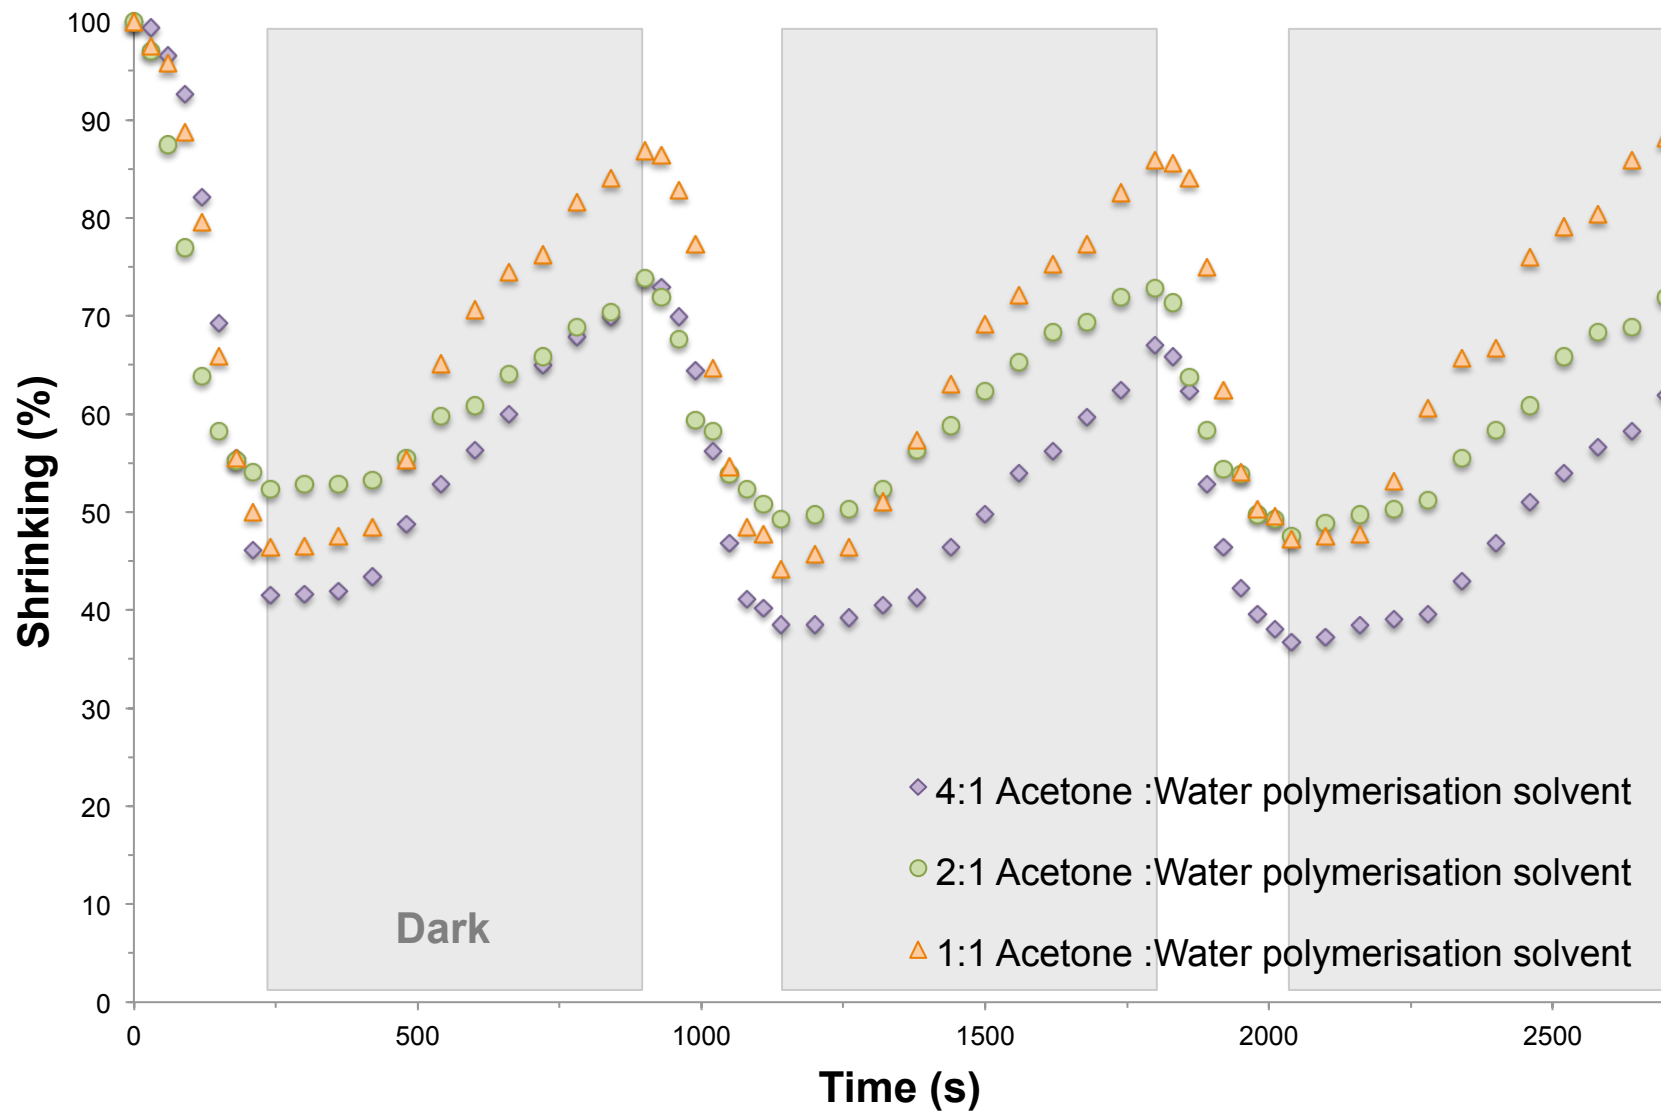 Shrinking (%)
100
90
80
70
60
50
40
30
20
10
0
Dark
4:1 Acetone :Water polymerisation solvent
2:1 Acetone :Water polymerisation solvent
1:1 Acetone :Water polymerisation solvent
0 500 1000 1500 2000 2500
Time (s)